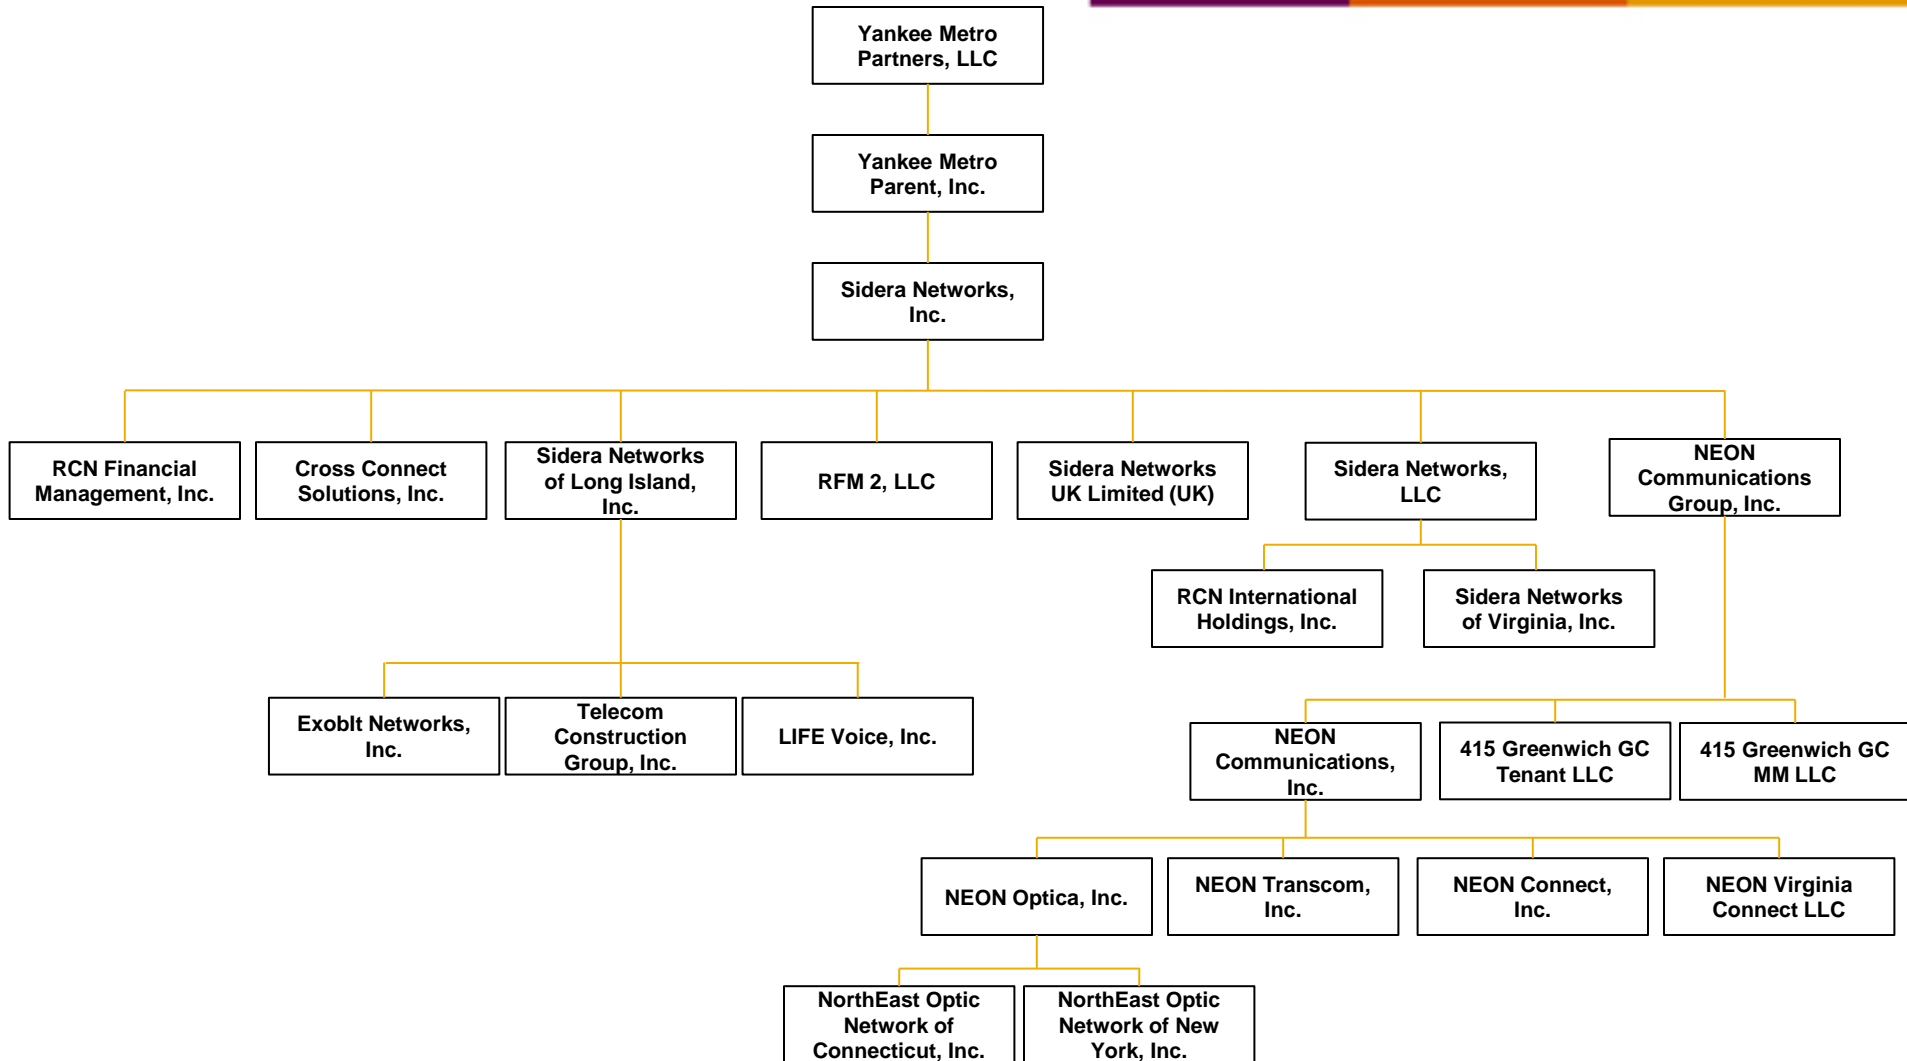 Yankee Metro
Partners, LLC
Yankee Metro
Parent, Inc.
Sidera Networks,
Inc.
RCN Financial
Management, Inc.
Cross Connect
Solutions, Inc.
Sidera Networks
of Long Island,
Inc.
RFM 2, LLC
Sidera Networks
UK Limited (UK)
Sidera Networks,
LLC
NEON
Communications
Group, Inc.
RCN International
Holdings, Inc.
Sidera Networks
of Virginia, Inc.
ExobIt Networks,
Inc.
Telecom
Construction
Group, Inc.
LIFE Voice, Inc.
NEON
Communications,
Inc.
415 Greenwich GC
Tenant LLC
415 Greenwich GC
MM LLC
NEON Optica, Inc.
NEON Transcom,
Inc.
NEON Connect,
Inc.
NEON Virginia
Connect LLC
NorthEast Optic
Network of
Connecticut, Inc.
NorthEast Optic
Network of New
York, Inc.